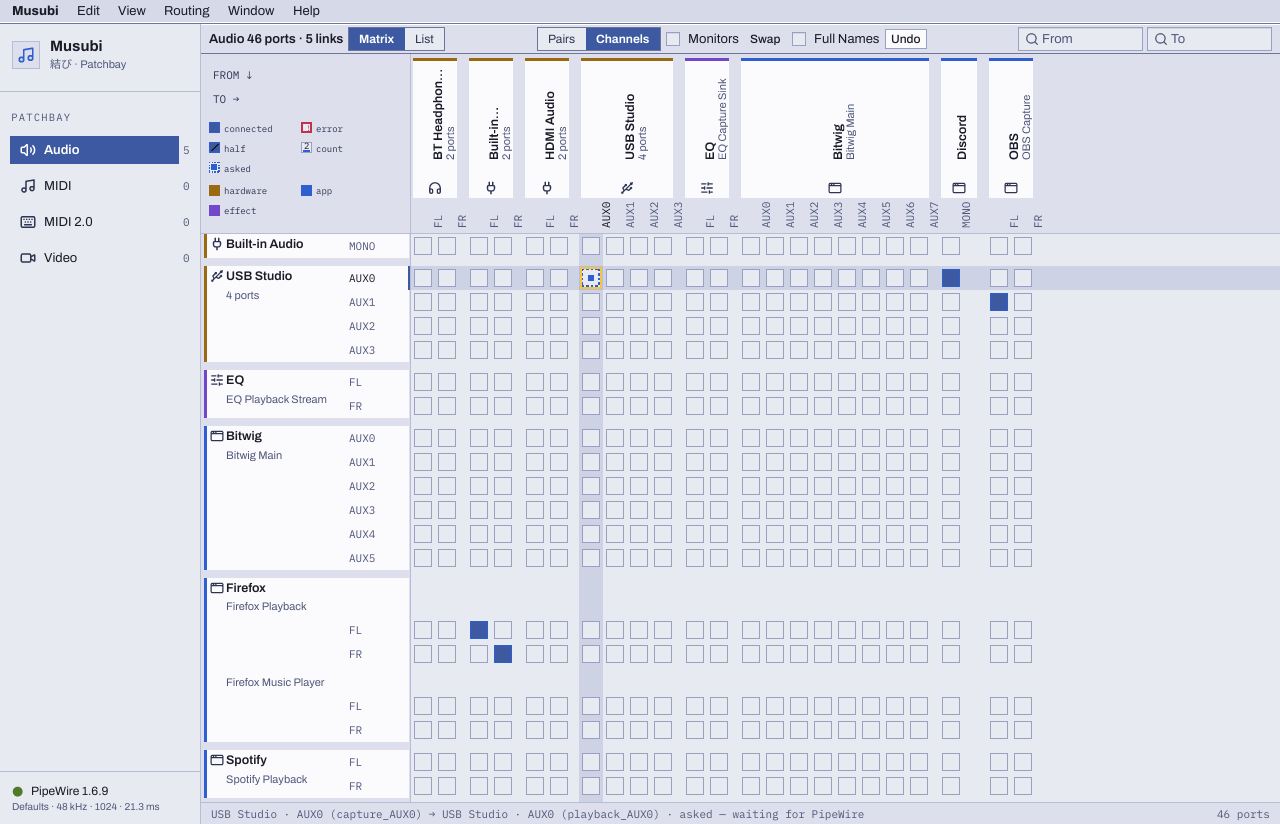 Musubi Edit View Routing Window Help
Musubi
結び · Patchbay
PATCHBAY
Audio 5
MIDI 0
MIDI 2.0 0
Video 0
PipeWire 1.6.9
Defaults · 48 kHz · 1024 · 21.3 ms
Audio 46 ports · 5 links Matrix List Pairs Channels Monitors Swap Full Names Undo From To
FROM ↓
TO →
connected error
half 2 count
asked
hardware app
effect
BT Headphon… 2 ports
Built-in… 2 ports
HDMI Audio 2 ports
USB Studio 4 ports
EQ EQ Capture Sink
Bitwig Bitwig Main
Discord
OBS OBS Capture
FL FR FL FR FL FR AUX0 AUX1 AUX2 AUX3 FL FR AUX0 AUX1 AUX2 AUX3 AUX4 AUX5 AUX6 AUX7 MONO FL FR
Built-in Audio MONO
USB Studio AUX0
4 ports AUX1
AUX2
AUX3
EQ FL
EQ Playback Stream FR
Bitwig AUX0
Bitwig Main AUX1
AUX2
AUX3
AUX4
AUX5
Firefox
Firefox Playback
FL
FR
Firefox Music Player
FL
FR
Spotify FL
Spotify Playback FR
USB Studio · AUX0 (capture_AUX0) → USB Studio · AUX0 (playback_AUX0) · asked — waiting for PipeWire 46 ports